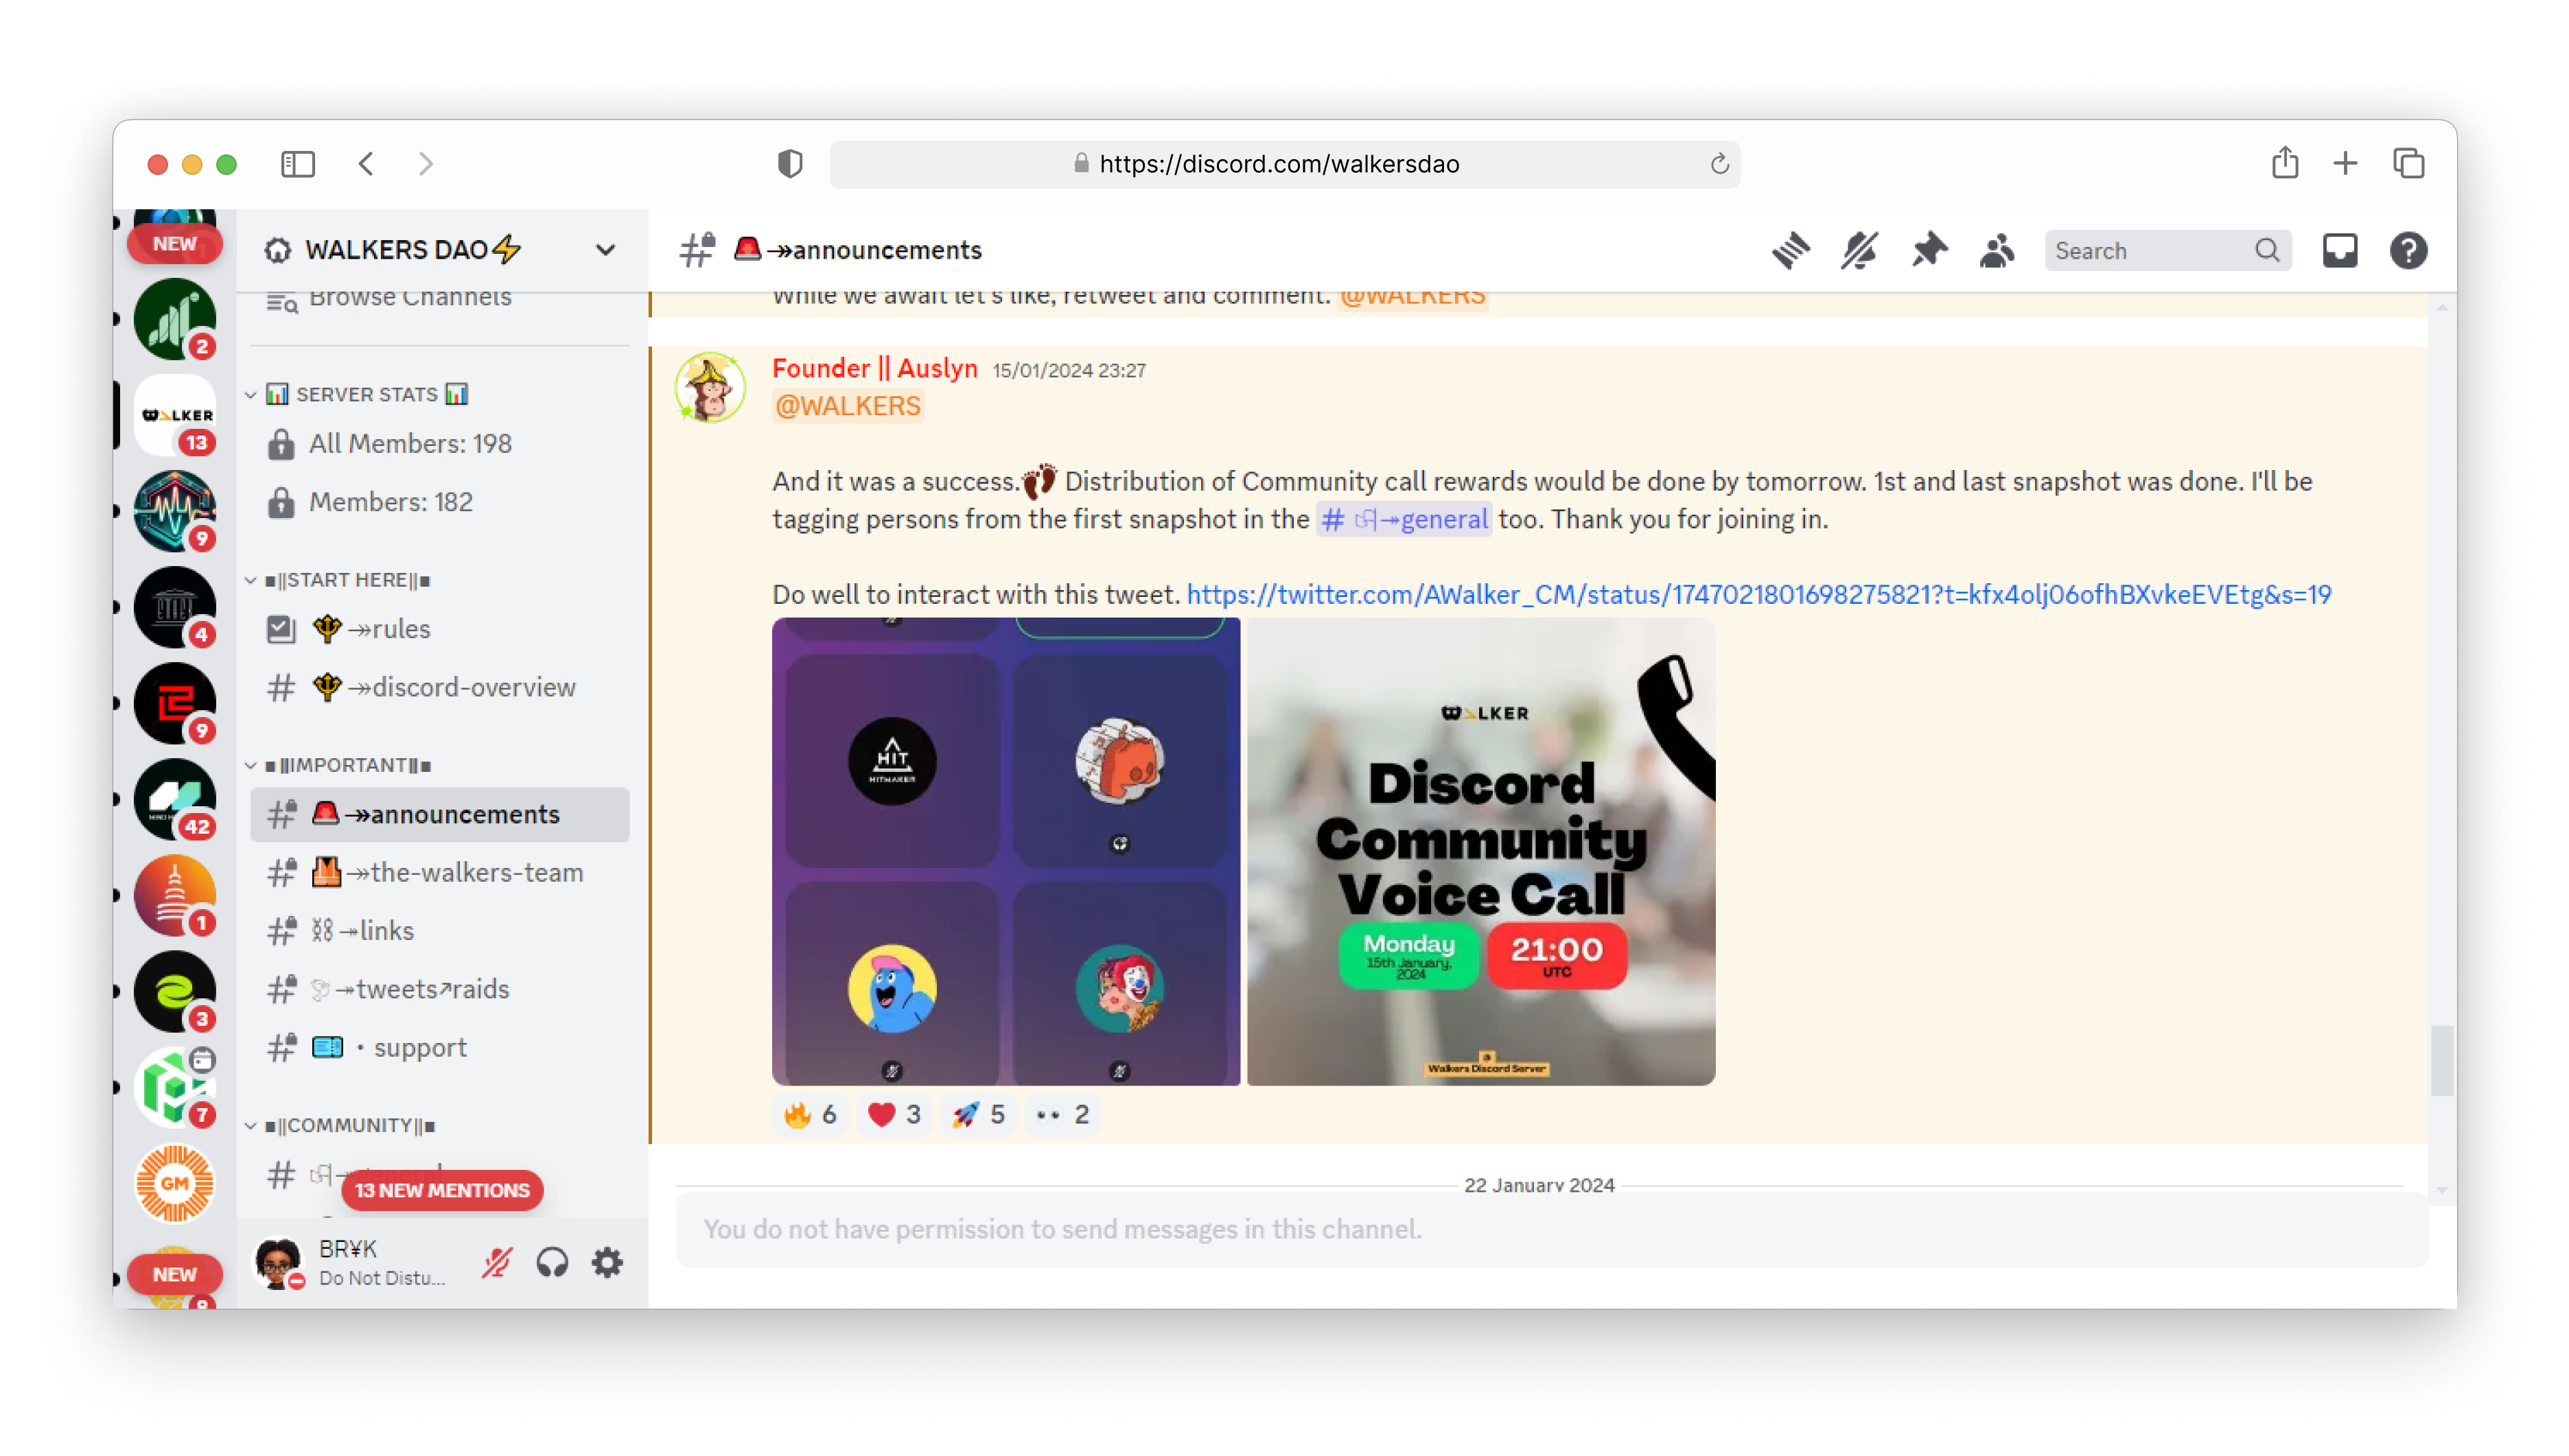 https://discord.com/walkersdao
NEW
2
WALKER
13
9
4
9
42
1
3
7
GM
NEW
WALKERS DAO⚡
Browse Channels
📊 SERVER STATS 📊
All Members: 198
Members: 182
■||START HERE||■
🔱→»rules
# 🔱→»discord-overview
■|||IMPORTANT|||■
# 🚨→»announcements
# 🦺→»the-walkers-team
# ⛓→»links
# 🕊→»tweets↗raids
# 🎟・support
■||COMMUNITY||■
# →general
13 NEW MENTIONS
BR¥K
Do Not Distu...
# 🚨→»announcements
Search
While we await let's like, retweet and comment. @WALKERS
Founder || Auslyn 15/01/2024 23:27
@WALKERS
And it was a success.👣 Distribution of Community call rewards would be done by tomorrow. 1st and last snapshot was done. I'll be
tagging persons from the first snapshot in the # →»general too. Thank you for joining in.
Do well to interact with this tweet. https://twitter.com/AWalker_CM/status/1747021801698275821?t=kfx4olj06ofhBXvkeEVEtg&s=19
HIT
HITMAKER
WALKER
Discord
Community
Voice Call
Monday
15th January,
2024
21:00
UTC
Walkers Discord Server
🔥 6 ❤️ 3 🚀 5 👀 2
22 January 2024
You do not have permission to send messages in this channel.